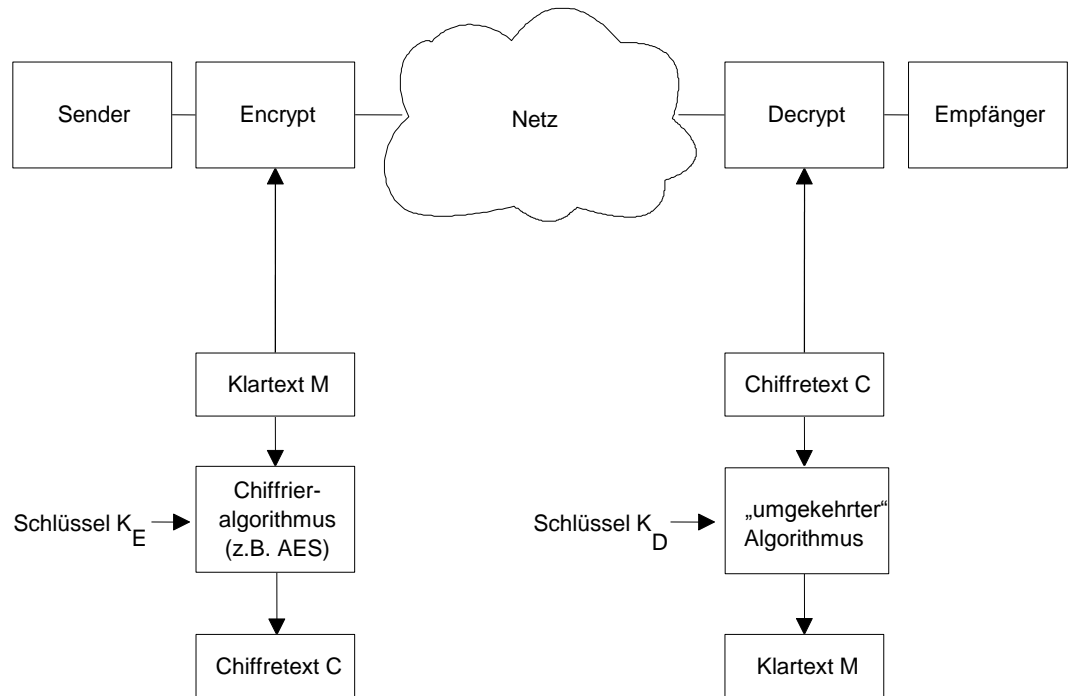 Sender
Encrypt
Netz
Decrypt
Empfänger
Klartext M
Chiffretext C
Schlüssel K_E
Chiffrier-
algorithmus
(z.B. AES)
Schlüssel K_D
„umgekehrter“
Algorithmus
Chiffretext C
Klartext M